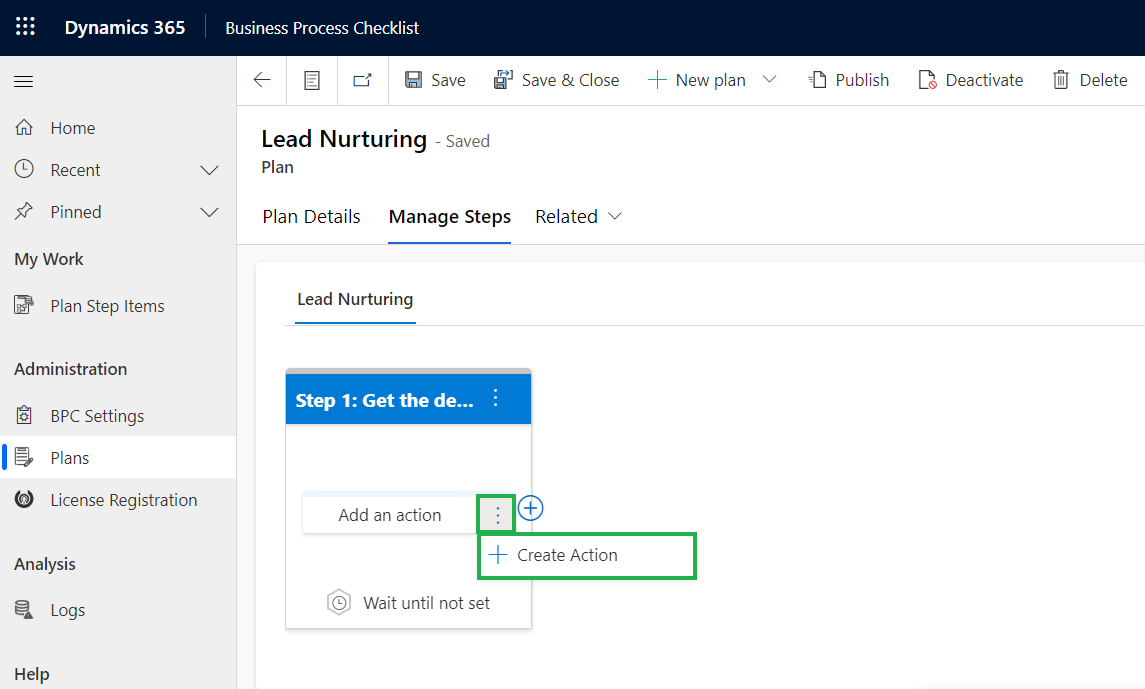 Dynamics 365
Business Process Checklist
Save
Save & Close
New plan
Publish
Deactivate
Delete
Home
Recent
Pinned
My Work
Plan Step Items
Administration
BPC Settings
Plans
License Registration
Analysis
Logs
Help
Lead Nurturing - Saved
Plan
Plan Details
Manage Steps
Related
Lead Nurturing
Step 1: Get the de...
Add an action
Create Action
Wait until not set